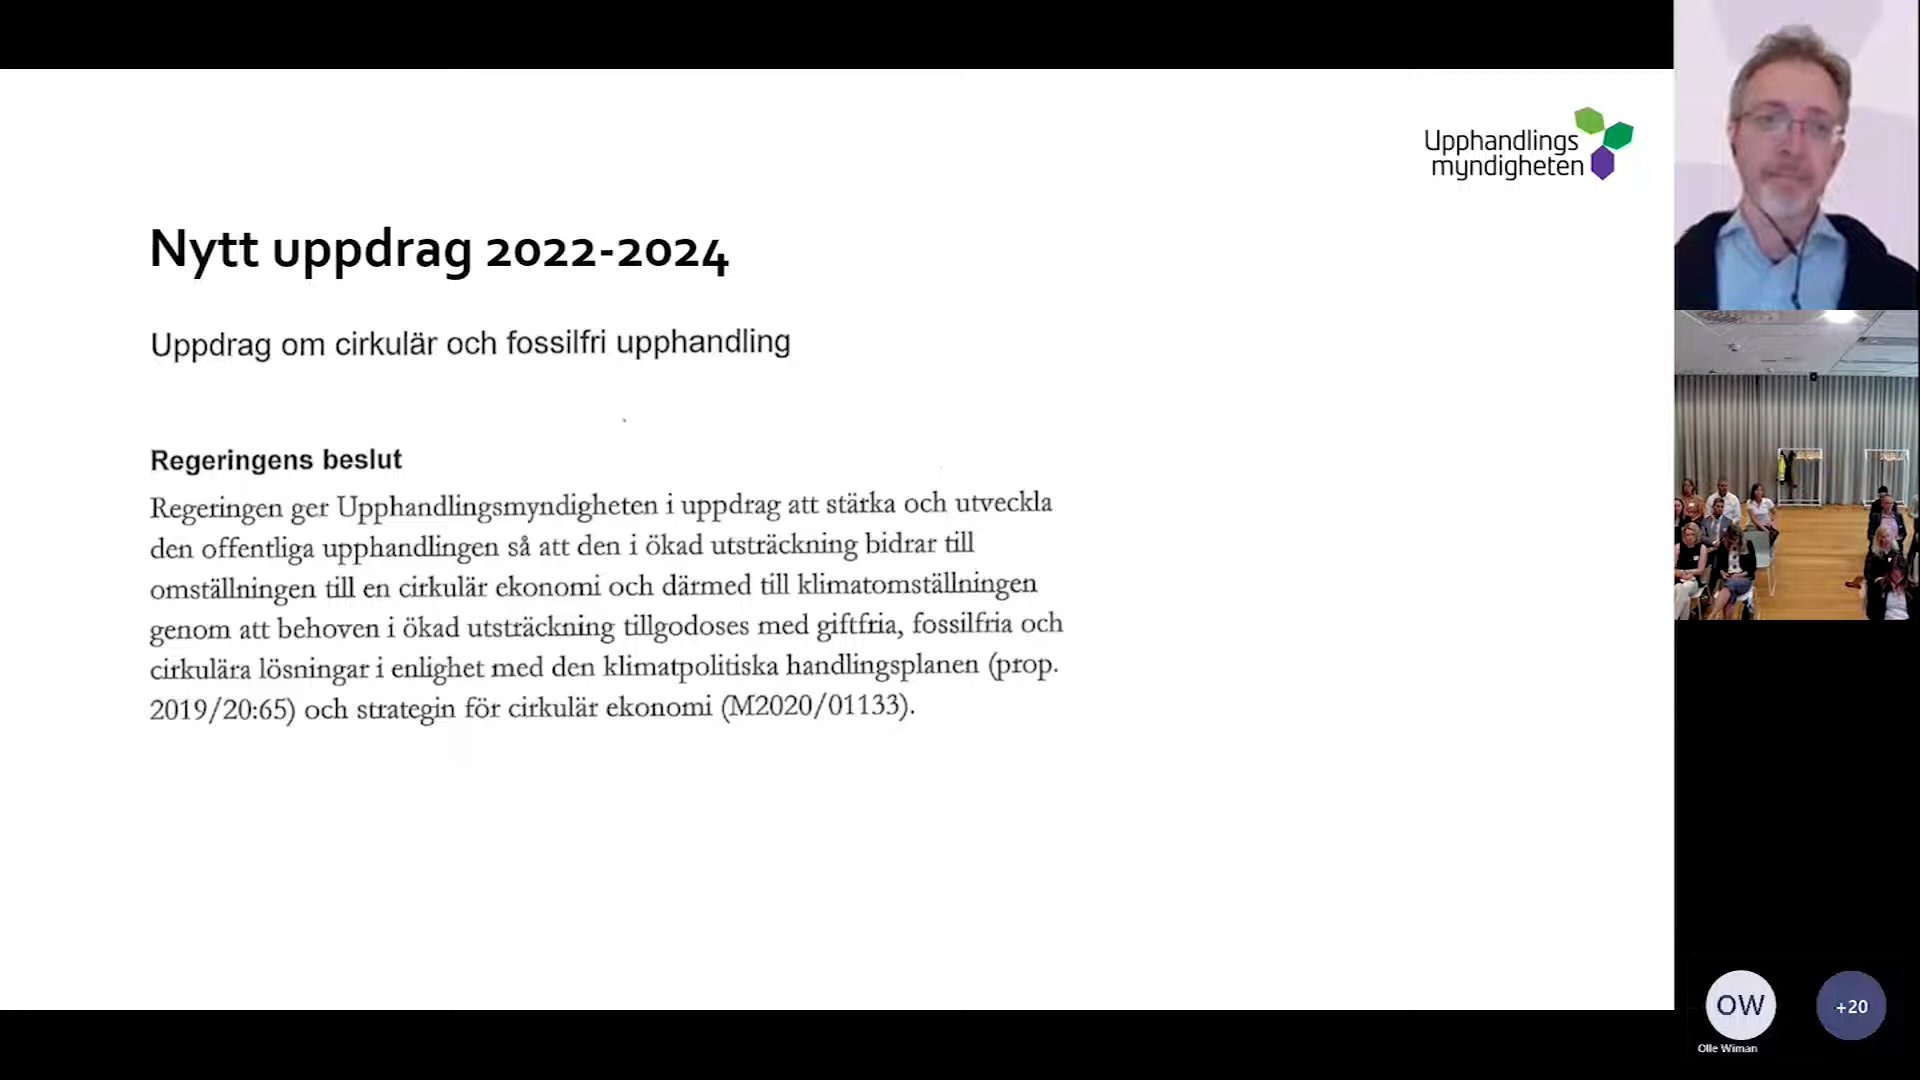 Upphandlings
myndigheten
Nytt uppdrag 2022-2024
Uppdrag om cirkulär och fossilfri upphandling
Regeringens beslut
Regeringen ger Upphandlingsmyndigheten i uppdrag att stärka och utveckla
den offentliga upphandlingen så att den i ökad utsträckning bidrar till
omställningen till en cirkulär ekonomi och därmed till klimatomställningen
genom att behoven i ökad utsträckning tillgodoses med giftfria, fossilfria och
cirkulära lösningar i enlighet med den klimatpolitiska handlingsplanen (prop.
2019/20:65) och strategin för cirkulär ekonomi (M2020/01133).
OW
+20
Olle Wiman